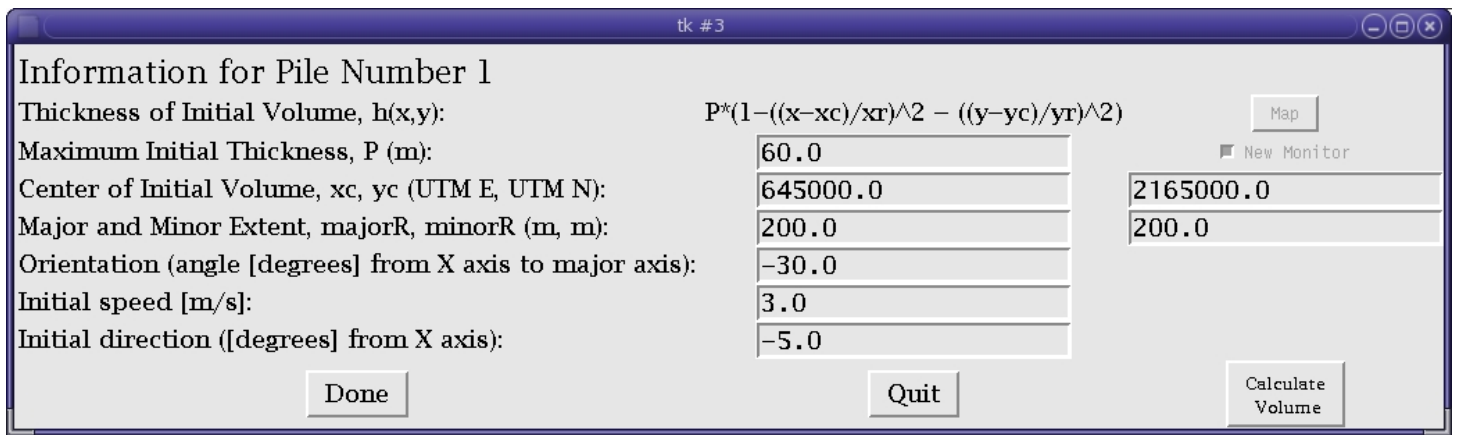 tk #3
Information for Pile Number 1
Thickness of Initial Volume, h(x,y): P*(1−((x−xc)/xr)^2 − ((y−yc)/yr)^2) Map
Maximum Initial Thickness, P (m): 60.0 New Monitor
Center of Initial Volume, xc, yc (UTM E, UTM N): 645000.0 2165000.0
Major and Minor Extent, majorR, minorR (m, m): 200.0 200.0
Orientation (angle [degrees] from X axis to major axis): −30.0
Initial speed [m/s]: 3.0
Initial direction ([degrees] from X axis): −5.0
Done Quit Calculate
Volume